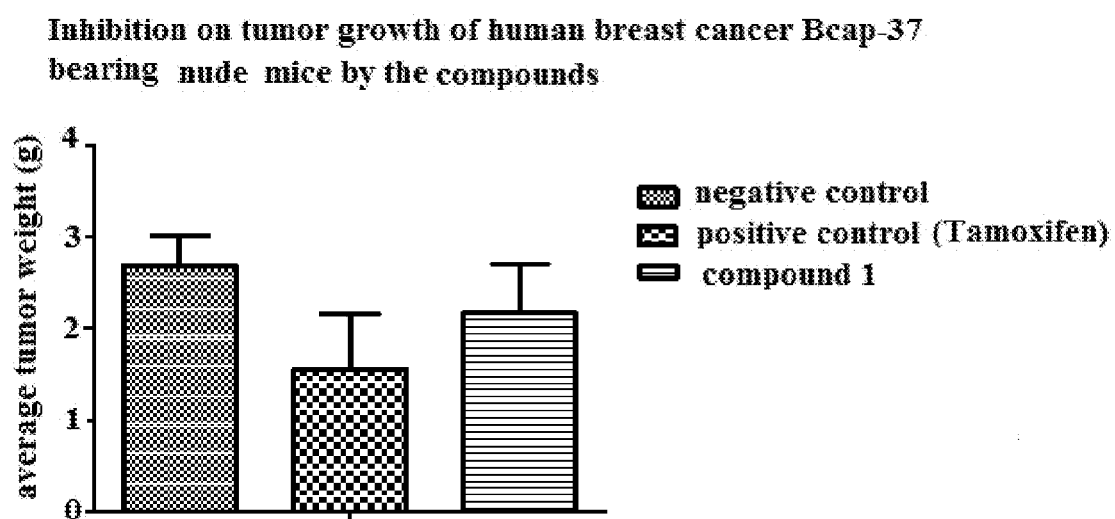 Inhibition on tumor growth of human breast cancer Bcap-37
bearing nude mice by the compounds
average tumor weight (g)
4
3
2
1
0
negative control
positive control (Tamoxifen)
compound 1